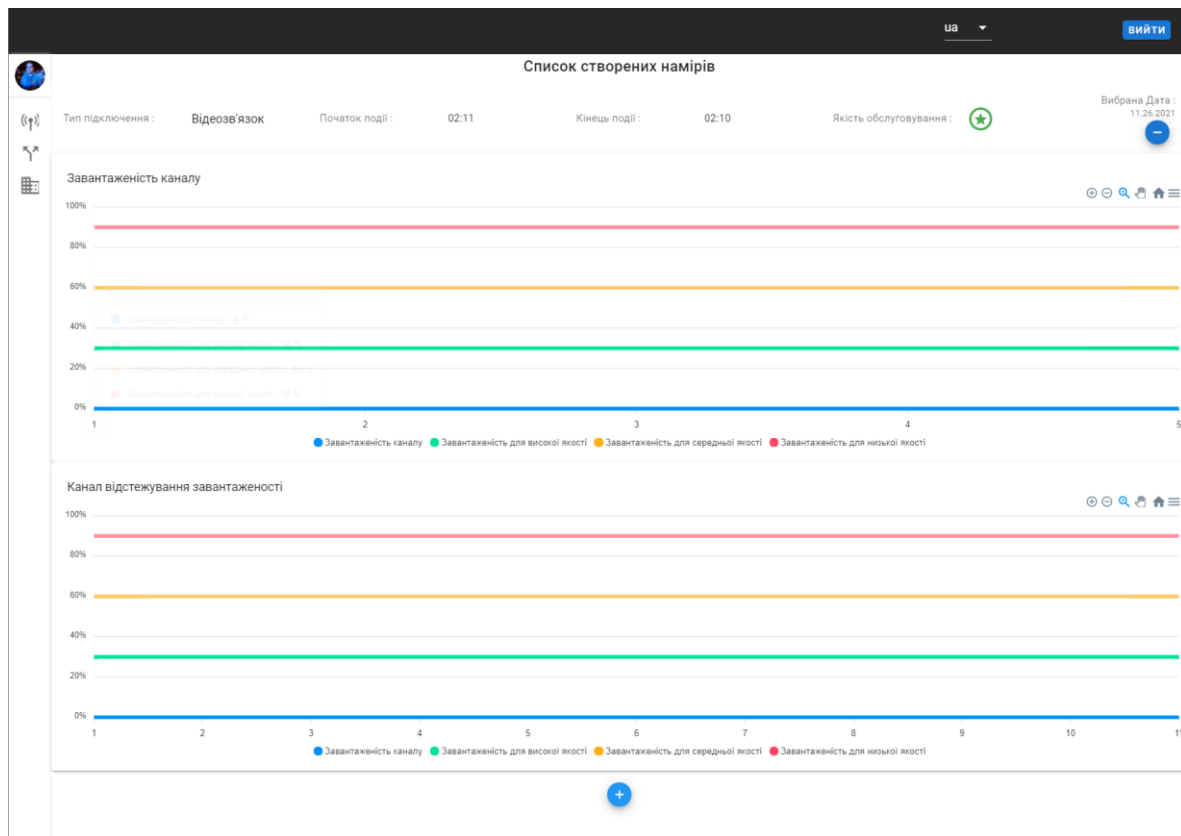 ua
ВИЙТИ
Список створених намірів
Тип підключення : Відеозв'язок Початок події : 02:11 Кінець події : 02:10 Якість обслуговування : Вибрана Дата :
11.26.2021
Завантаженість каналу
100%
80%
60%
40%
20%
0%
1 2 3 4 5
Завантаженість каналу Завантаженість для високої якості Завантаженість для середньої якості Завантаженість для низької якості
Канал відстежування завантаженості
100%
80%
60%
40%
20%
0%
1 2 3 4 5 6 7 8 9 10 11
Завантаженість каналу Завантаженість для високої якості Завантаженість для середньої якості Завантаженість для низької якості